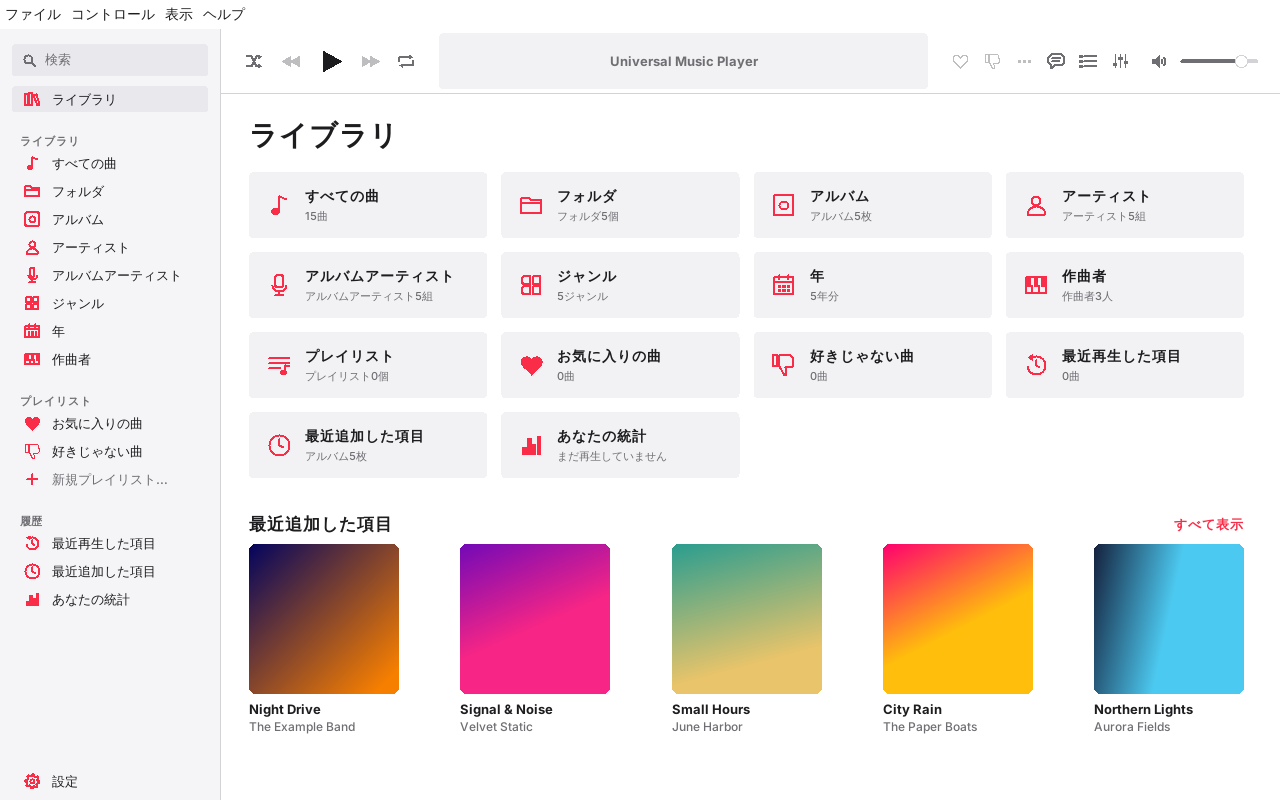 ファイル コントロール 表示 ヘルプ
検索
Universal Music Player
ライブラリ
ライブラリ
すべての曲
フォルダ
アルバム
アーティスト
アルバムアーティスト
ジャンル
年
作曲者
プレイリスト
お気に入りの曲
好きじゃない曲
新規プレイリスト...
履歴
最近再生した項目
最近追加した項目
あなたの統計
設定
ライブラリ
すべての曲
15曲
フォルダ
フォルダ5個
アルバム
アルバム5枚
アーティスト
アーティスト5組
アルバムアーティスト
アルバムアーティスト5組
ジャンル
5ジャンル
年
5年分
作曲者
作曲者3人
プレイリスト
プレイリスト0個
お気に入りの曲
0曲
好きじゃない曲
0曲
最近再生した項目
0曲
最近追加した項目
アルバム5枚
あなたの統計
まだ再生していません
最近追加した項目
すべて表示
Night Drive
The Example Band
Signal & Noise
Velvet Static
Small Hours
June Harbor
City Rain
The Paper Boats
Northern Lights
Aurora Fields